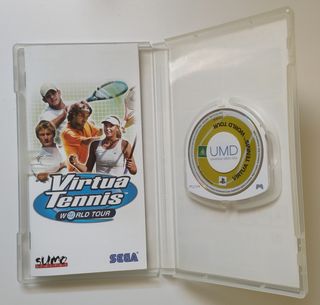 Virtua
Tennis
WORLD TOUR
SUMO
SEGA
UMD
VIRTUA TENNIS: WORLD TOUR